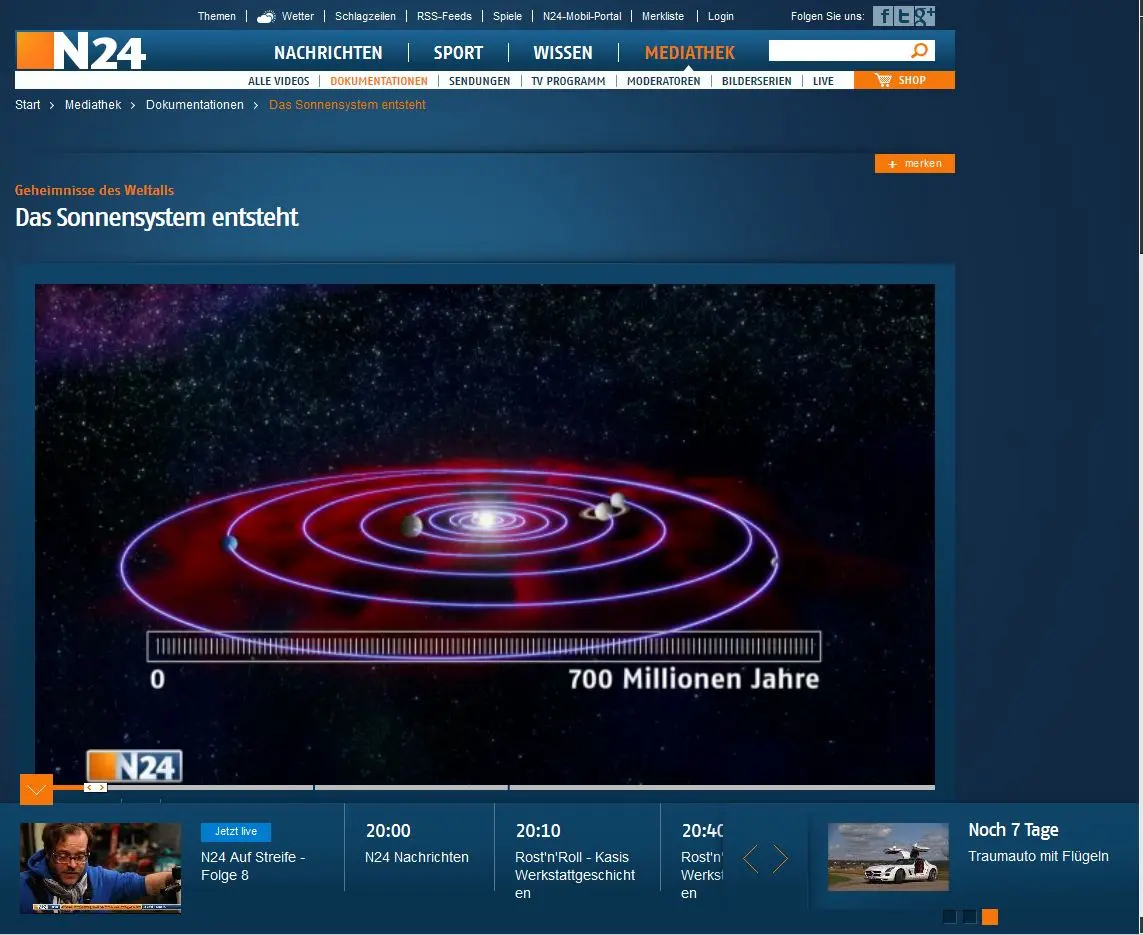 Themen Wetter Schlagzeilen RSS-Feeds Spiele N24-Mobil-Portal Merkliste Login Folgen Sie uns: f t g+
N24 NACHRICHTEN SPORT WISSEN MEDIATHEK
ALLE VIDEOS DOKUMENTATIONEN SENDUNGEN TV PROGRAMM MODERATOREN BILDERSERIEN LIVE SHOP
Start > Mediathek > Dokumentationen > Das Sonnensystem entsteht
+ merken
Geheimnisse des Weltalls
Das Sonnensystem entsteht
0 700 Millionen Jahre
N24
Jetzt live
N24 Auf Streife -
Folge 8
20:00
N24 Nachrichten
20:10
Rost'n'Roll - Kasis
Werkstattgeschicht
en
20:40
Rost'n'
Werkst
en
Noch 7 Tage
Traumauto mit Flügeln